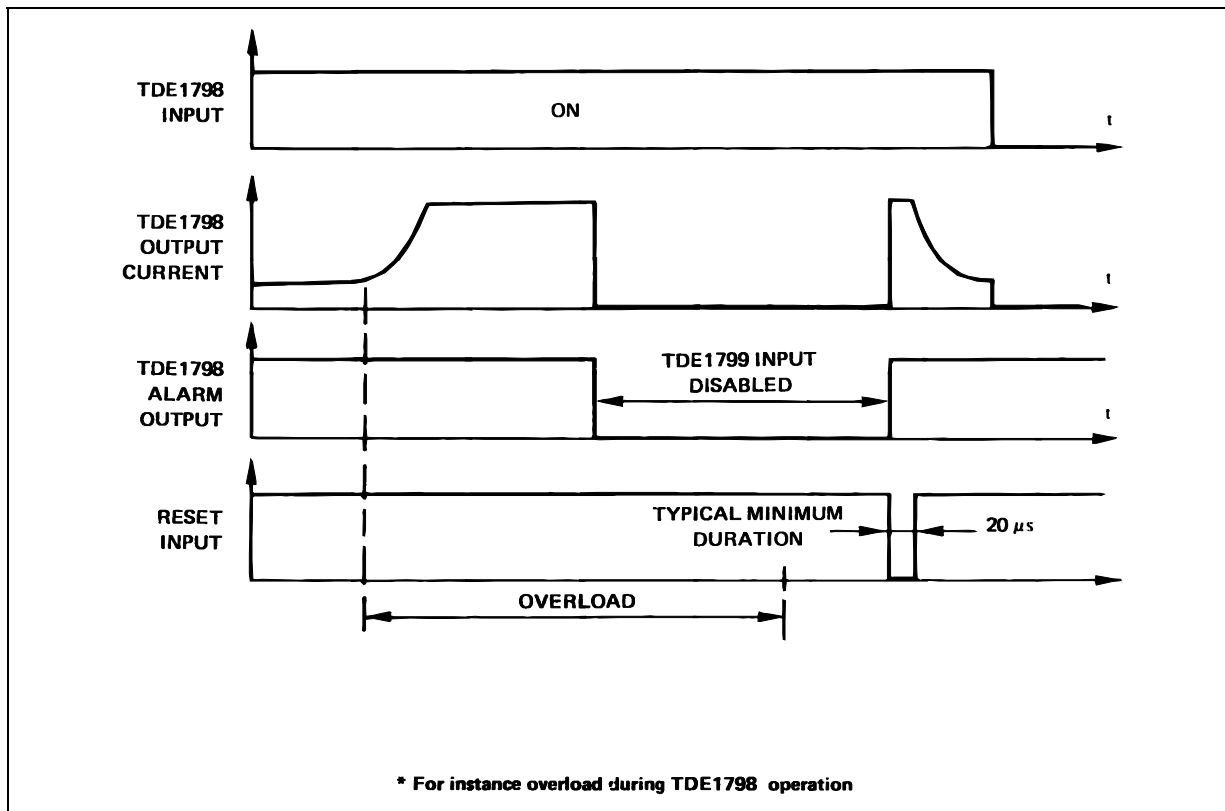 TDE1798
INPUT
ON
t
TDE1798
OUTPUT
CURRENT
t
TDE1798
ALARM
OUTPUT
TDE1799 INPUT
DISABLED
t
RESET
INPUT
TYPICAL MINIMUM
DURATION
20 μs
OVERLOAD
* For instance overload during TDE1798 operation